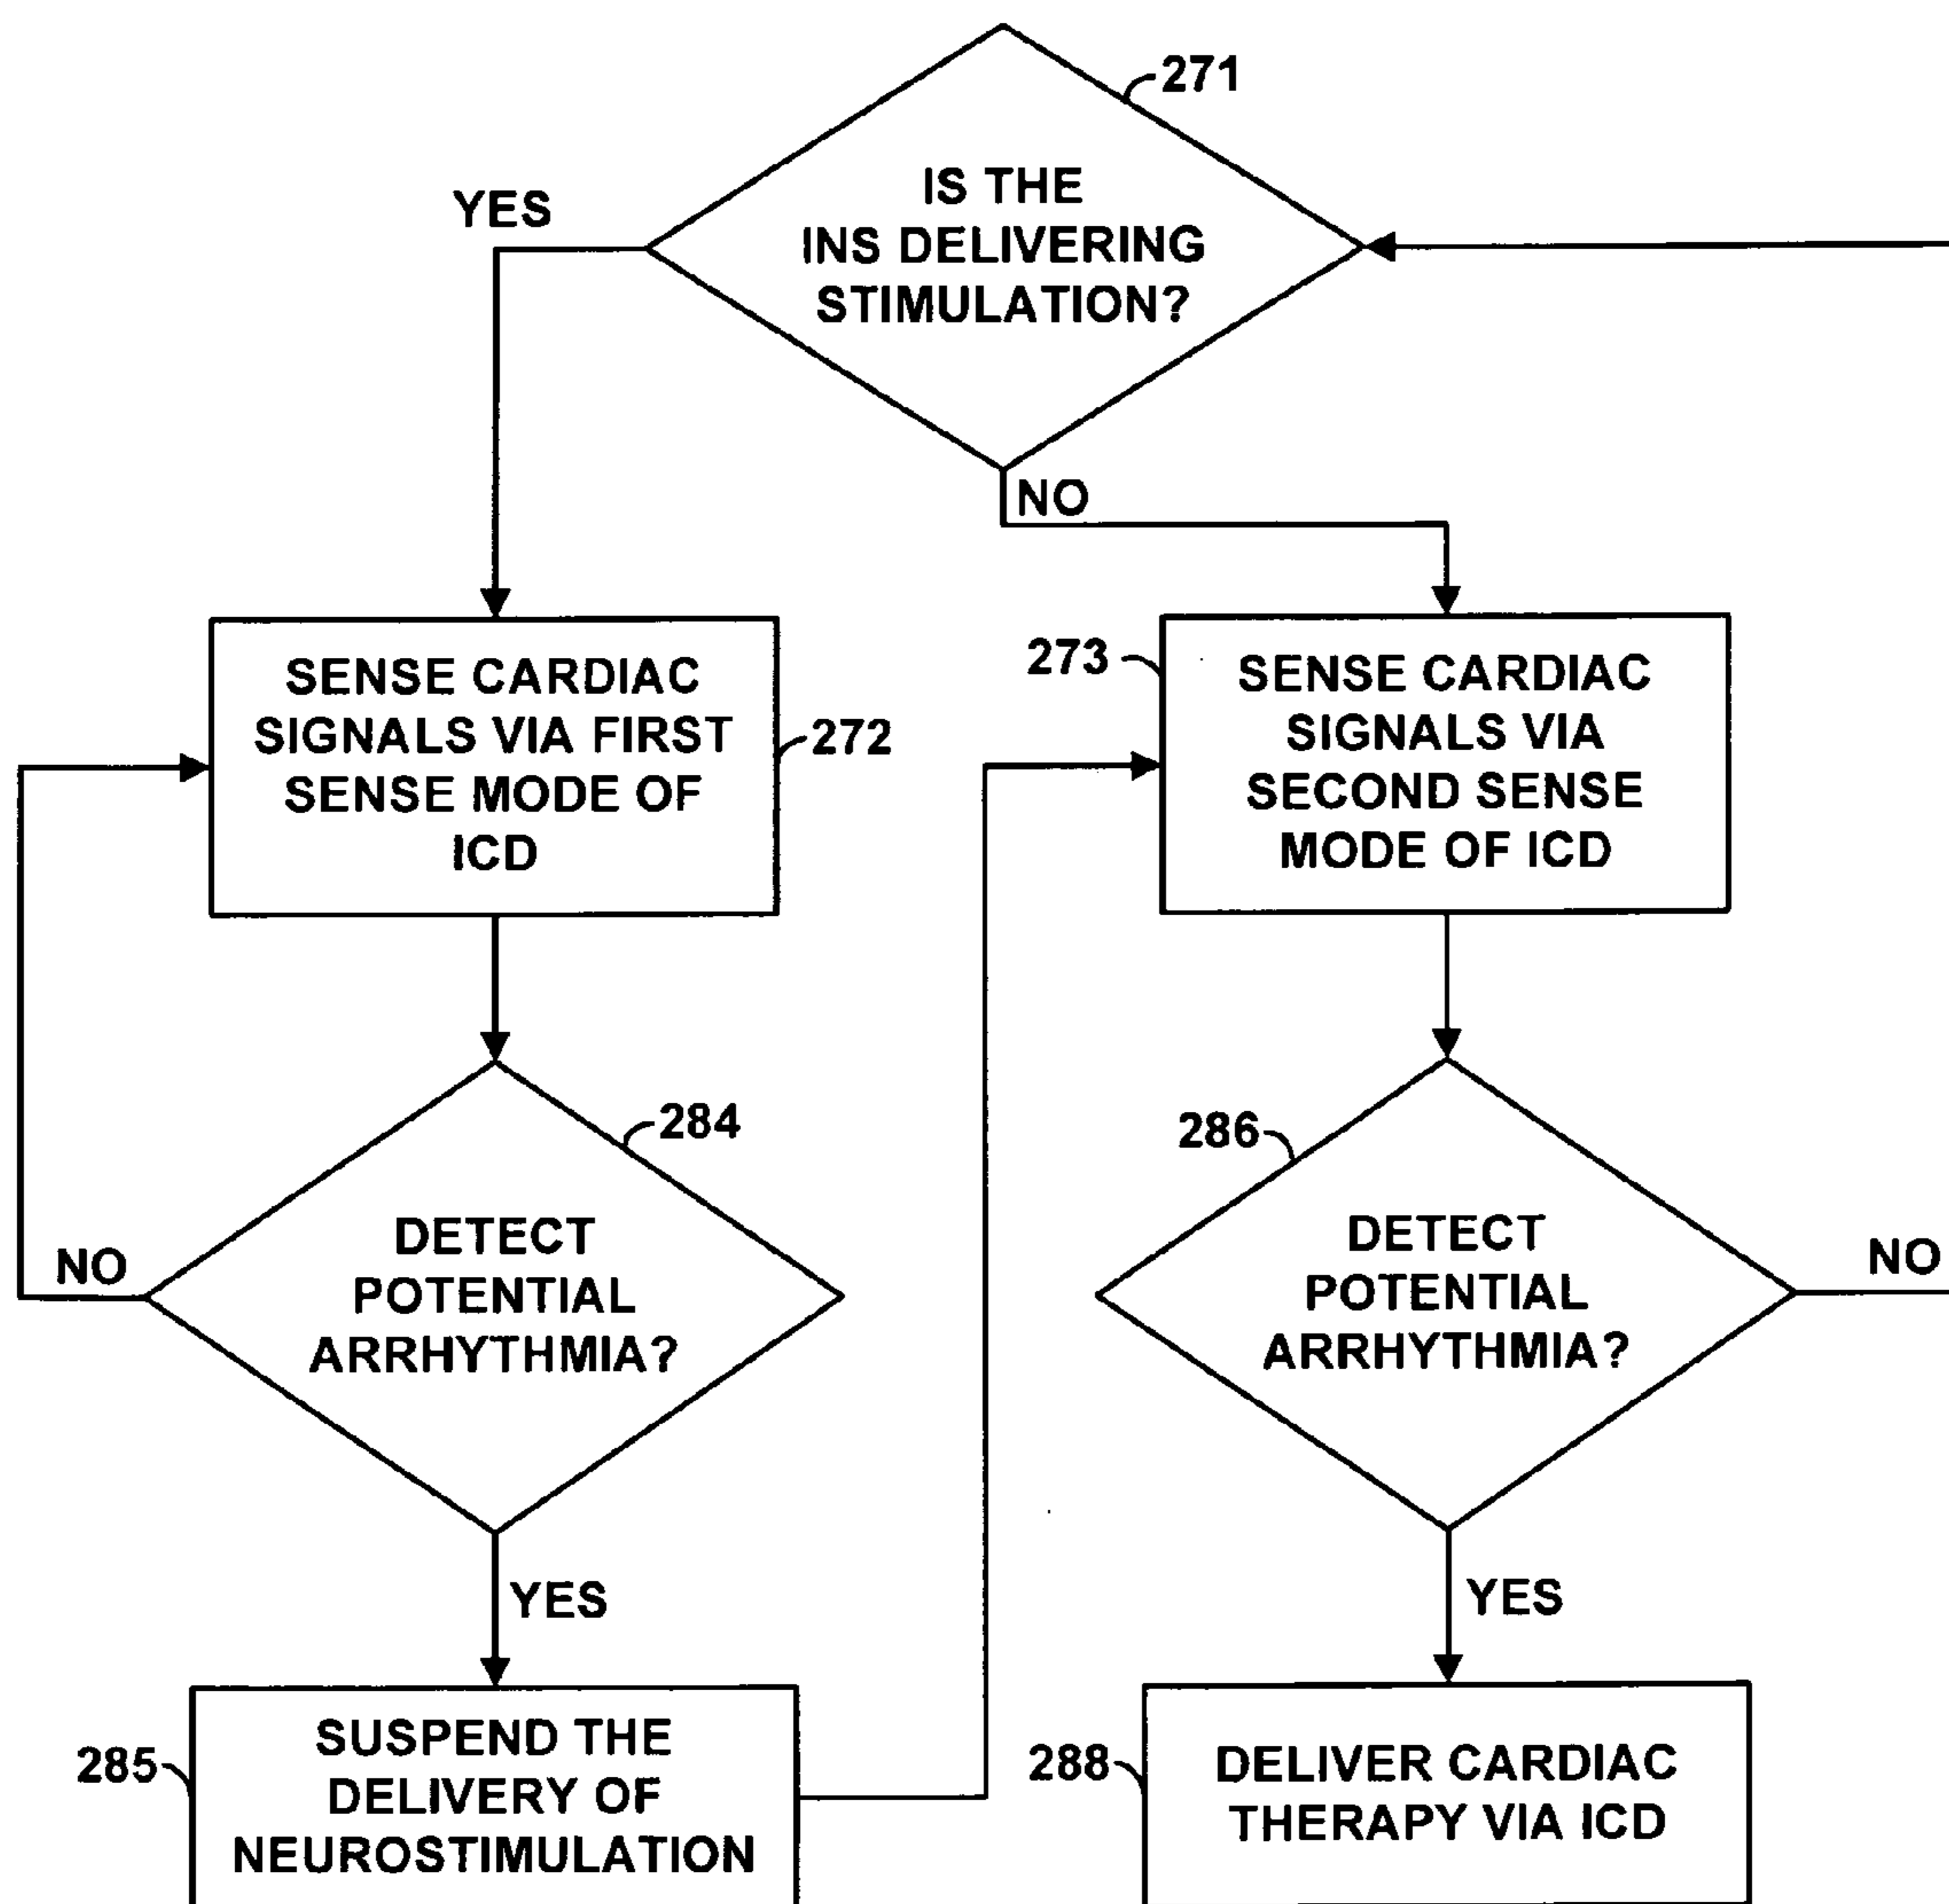 271
IS THE
INS DELIVERING
STIMULATION?
YES
NO
SENSE CARDIAC
SIGNALS VIA FIRST
SENSE MODE OF
ICD
272
273
SENSE CARDIAC
SIGNALS VIA
SECOND SENSE
MODE OF ICD
284
DETECT
POTENTIAL
ARRHYTHMIA?
NO
YES
286
DETECT
POTENTIAL
ARRHYTHMIA?
NO
YES
285
SUSPEND THE
DELIVERY OF
NEUROSTIMULATION
288
DELIVER CARDIAC
THERAPY VIA ICD